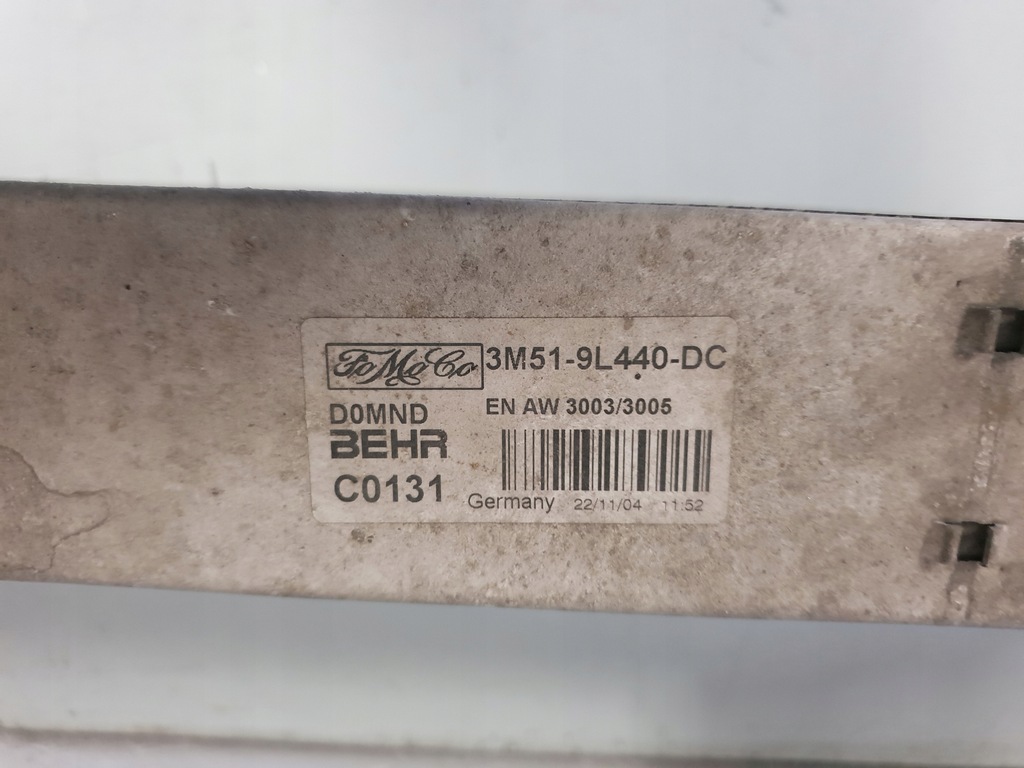 FoMoCo 3M51-9L440-DC
D0MND EN AW 3003/3005
BEHR
C0131 Germany 22/11/04 11:52